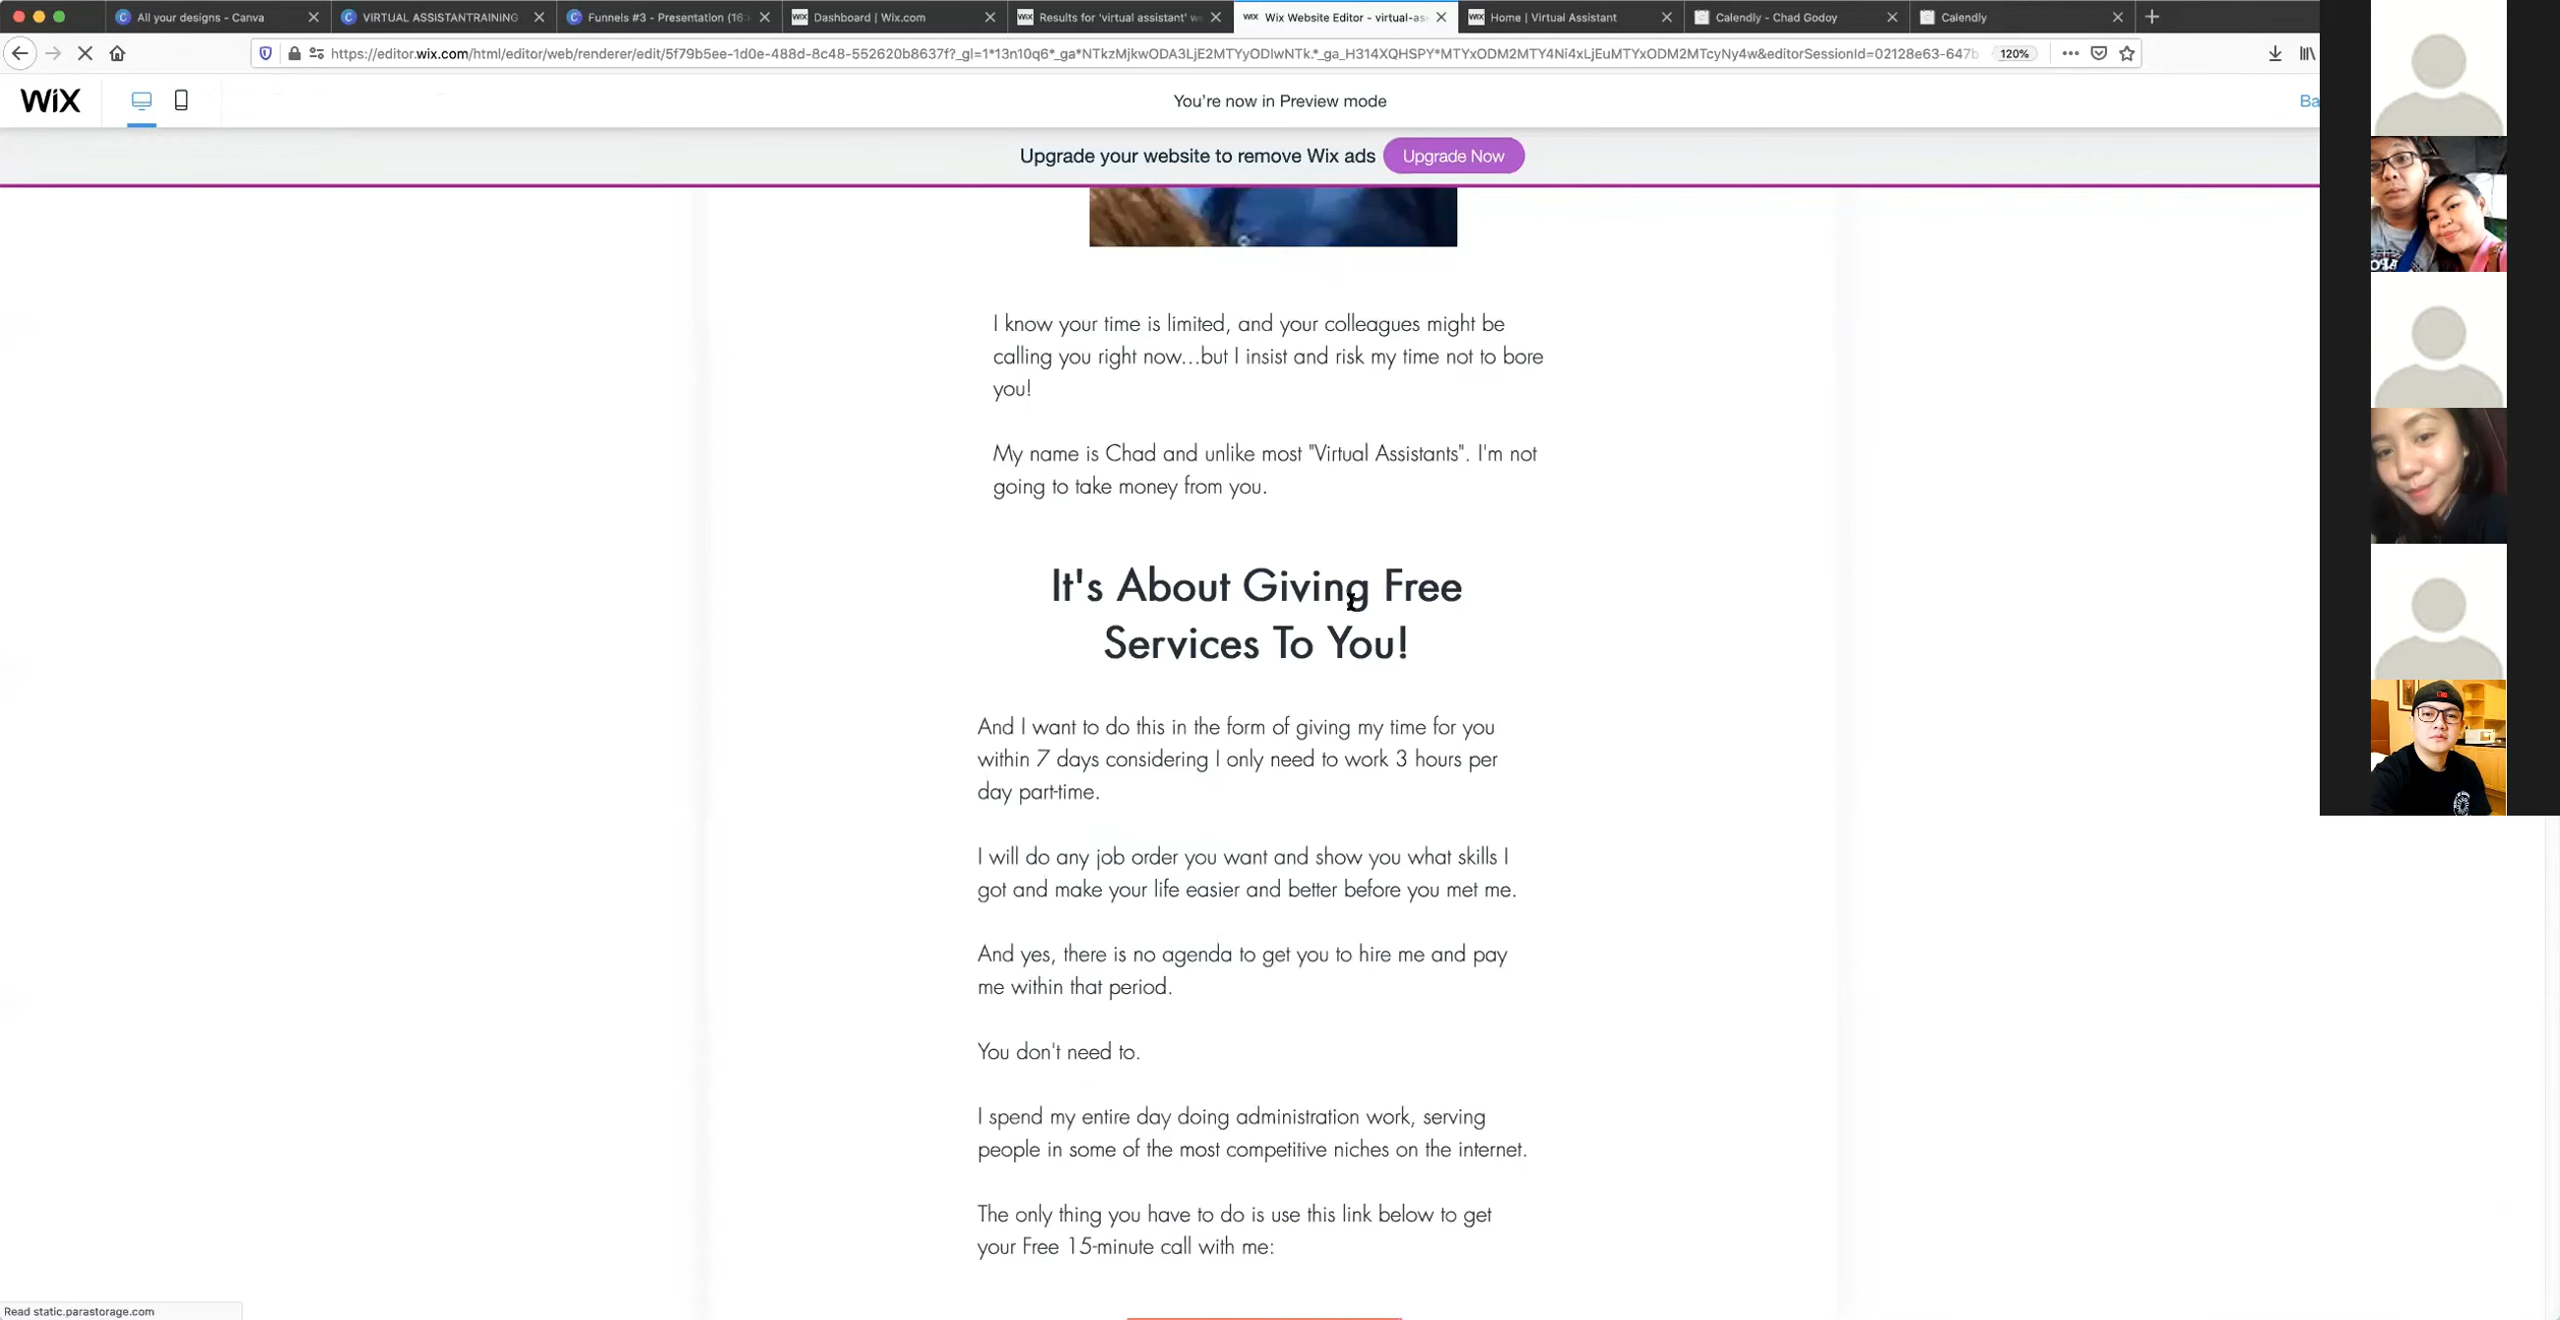 All your designs - Canva
VIRTUAL ASSISTANTRAINING
Funnels #3 - Presentation (16:
Dashboard | Wix.com
Results for 'virtual assistant' w
Wix Website Editor - virtual-as
Home | Virtual Assistant
Calendly - Chad Godoy
Calendly
https://editor.wix.com/html/editor/web/renderer/edit/5f79b5ee-1d0e-488d-8c48-552620b8637f?_gl=1*13n10q6*_ga*NTkzMjkwODA3LjE2MTYyODIwNTk.*_ga_H314XQHSPY*MTYxODM2MTY4Ni4xLjEuMTYxODM2MTcyNy4w&editorSessionId=02128e63-647b
120%
WiX
You're now in Preview mode
Ba
Upgrade your website to remove Wix ads
Upgrade Now
I know your time is limited, and your colleagues might be
calling you right now...but I insist and risk my time not to bore
you!
My name is Chad and unlike most "Virtual Assistants". I'm not
going to take money from you.
It's About Giving Free
Services To You!
And I want to do this in the form of giving my time for you
within 7 days considering I only need to work 3 hours per
day part-time.
I will do any job order you want and show you what skills I
got and make your life easier and better before you met me.
And yes, there is no agenda to get you to hire me and pay
me within that period.
You don't need to.
I spend my entire day doing administration work, serving
people in some of the most competitive niches on the internet.
The only thing you have to do is use this link below to get
your Free 15-minute call with me:
Read static.parastorage.com